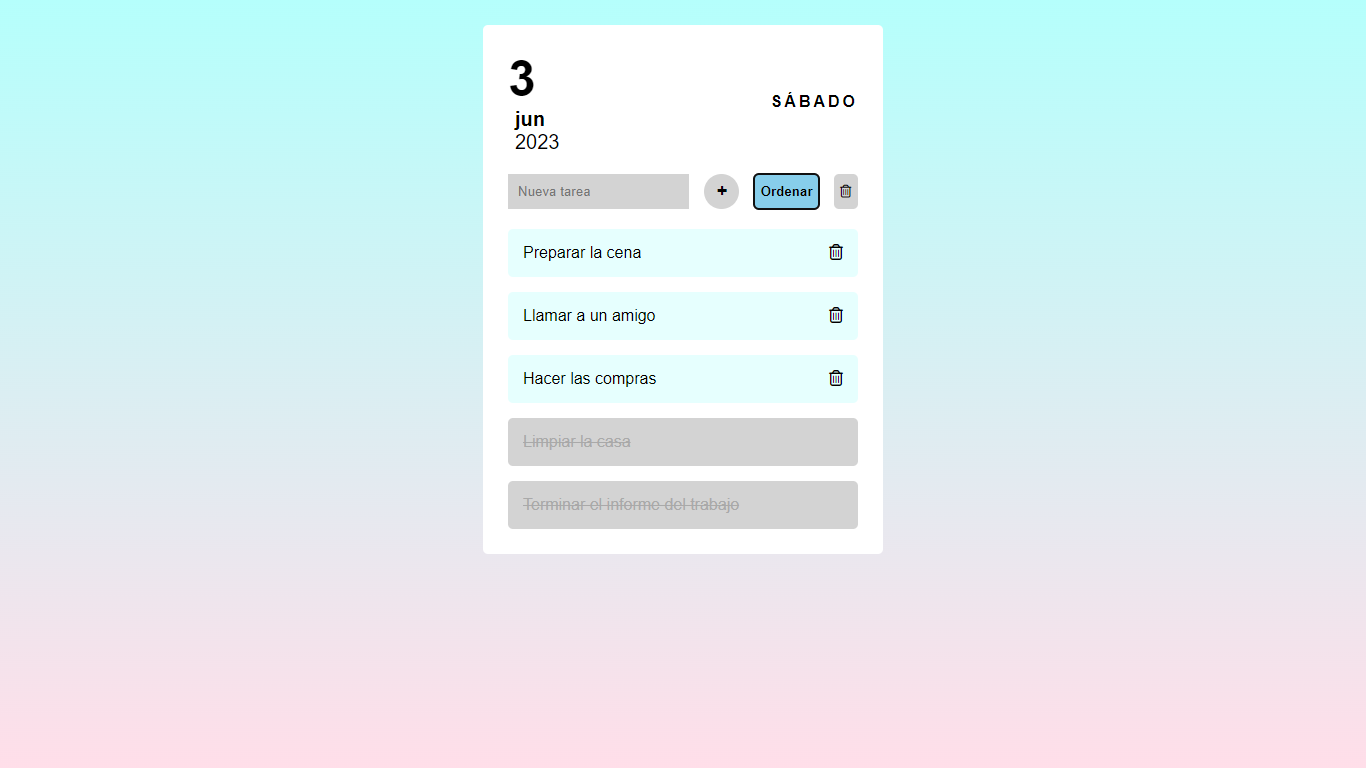 3
jun
2023
SÁBADO
Nueva tarea
+
Ordenar
Preparar la cena
Llamar a un amigo
Hacer las compras
Limpiar la casa
Terminar el informe del trabajo